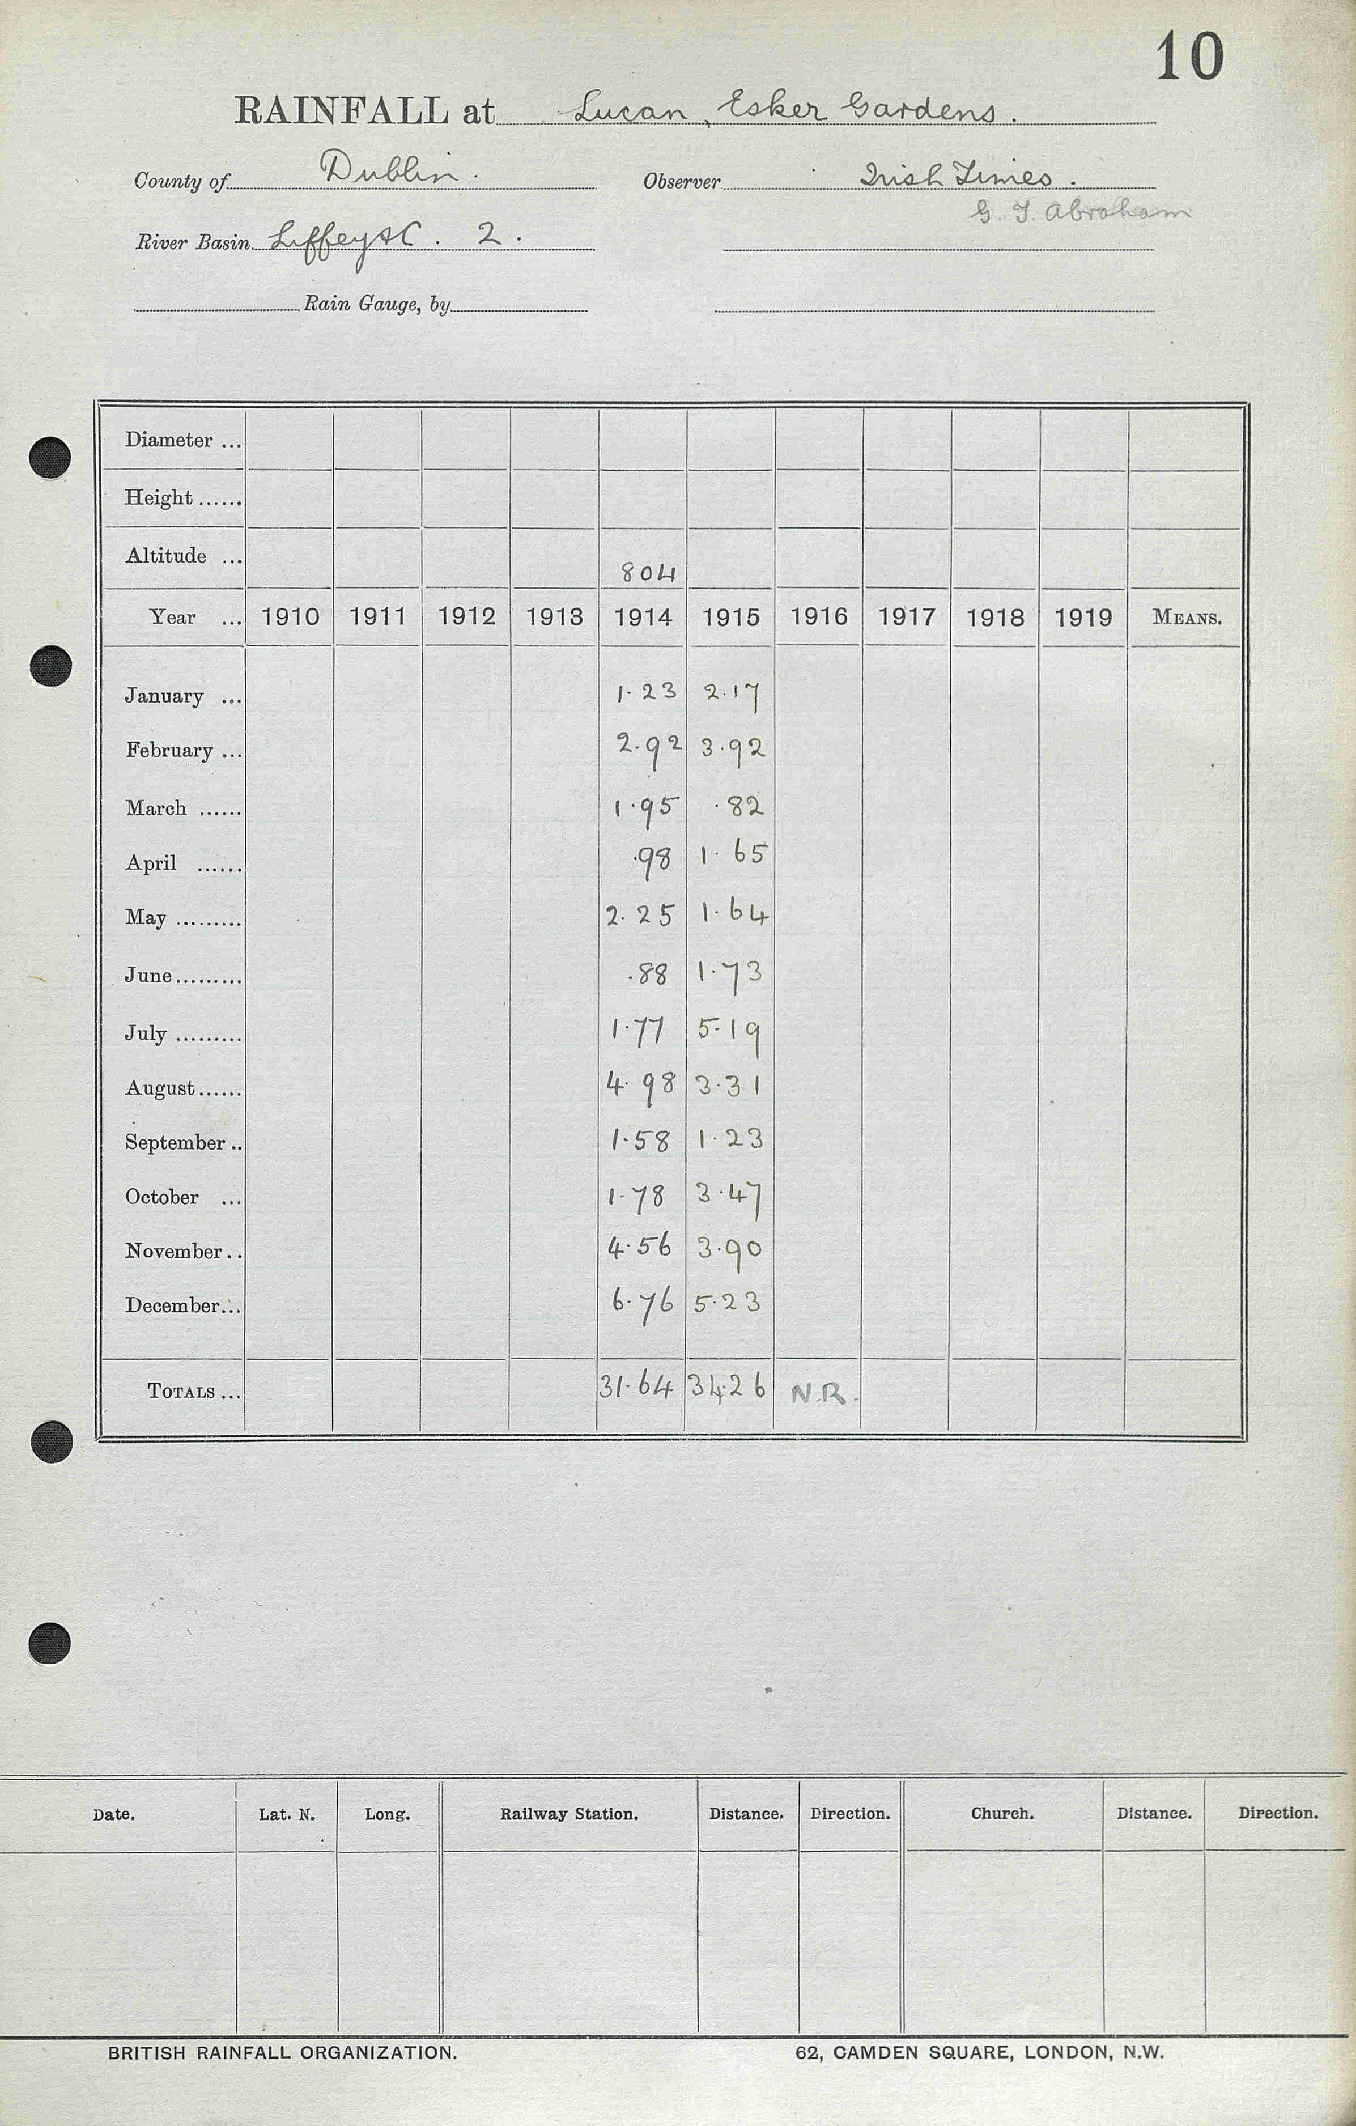 10
RAINFALL at Lucan, Esker Gardens.
County of Dublin. Observer Irish Times.
G. J. Abraham
River Basin Liffey &C. 2.
Rain Gauge, by
Diameter ...
Height ......
Altitude ... 804
Year ... 1910 1911 1912 1913 1914 1915 1916 1917 1918 1919 MEANS.
January ... 1.23 2.17
February ... 2.92 3.92
March ...... 1.95 .82
April ...... .98 1.65
May ......... 2.25 1.64
June......... .88 1.73
July ......... 1.77 5.19
August...... 4.98 3.31
September .. 1.58 1.23
October ... 1.78 3.47
November.. 4.56 3.90
December... 6.76 5.23
TOTALS ... 31.64 34.26 N.R.
Date. Lat. N. Long. Railway Station. Distance. Direction. Church. Distance. Direction.
BRITISH RAINFALL ORGANIZATION. 62, CAMDEN SQUARE, LONDON, N.W.